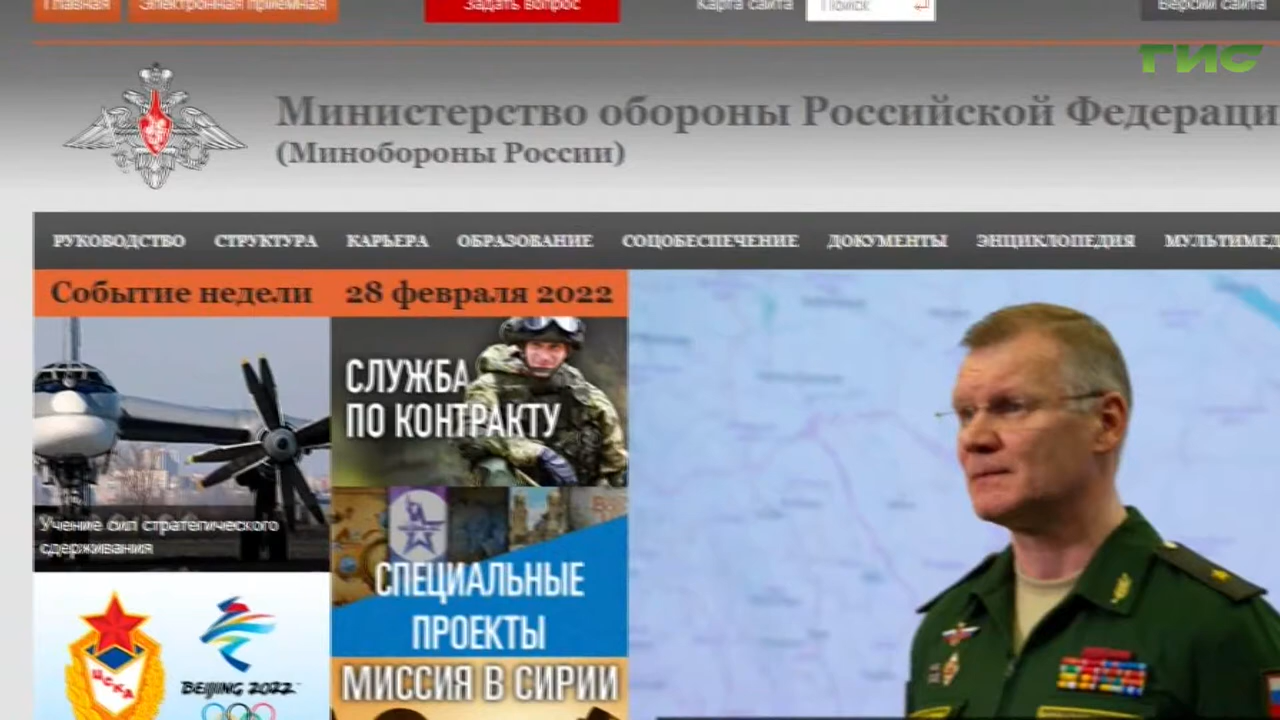 Главная
Электронная приемная
Задать вопрос
Карта сайта
Поиск
Версии сайта
ГИС
Министерство обороны Российской Федераци
(Минобороны России)
РУКОВОДСТВО СТРУКТУРА КАРЬЕРА ОБРАЗОВАНИЕ СОЦОБЕСПЕЧЕНИЕ ДОКУМЕНТЫ ЭНЦИКЛОПЕДИЯ МУЛЬТИМЕД
Событие недели 28 февраля 2022
СЛУЖБА
ПО КОНТРАКТУ
Учение сил стратегического
сдерживания
СПЕЦИАЛЬНЫЕ
ПРОЕКТЫ
МИССИЯ В СИРИИ
ЦСКА
BEIJING 2022